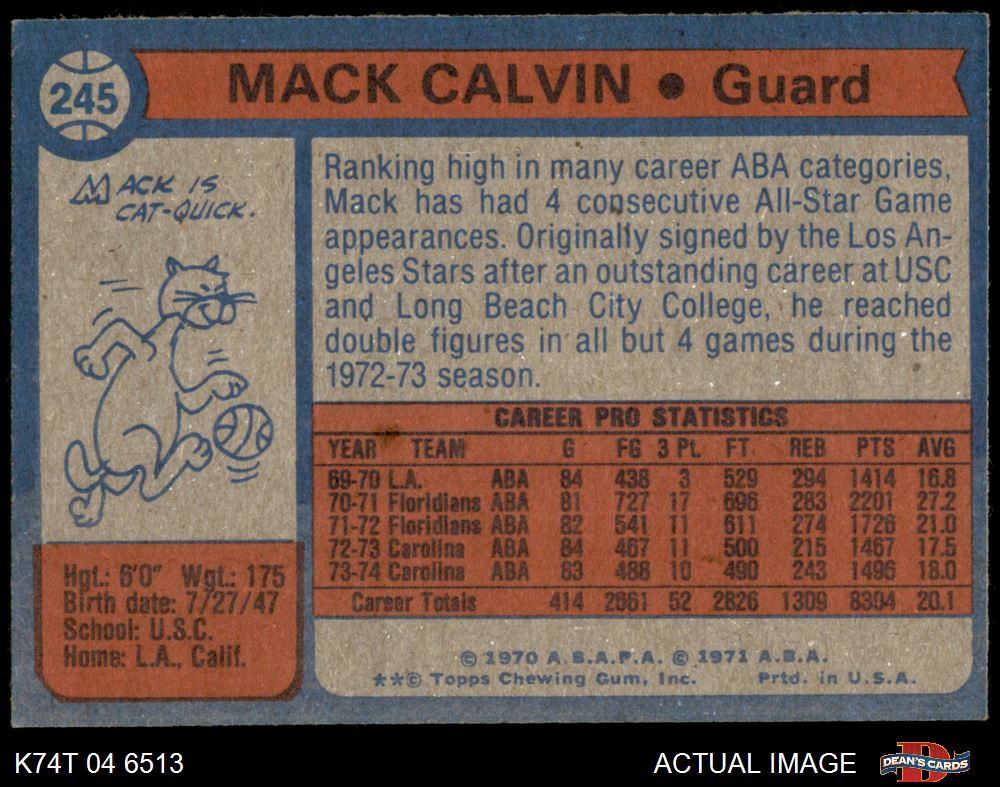 245
MACK CALVIN ● Guard
MACK IS
CAT-QUICK.
Ranking high in many career ABA categories,
Mack has had 4 consecutive All-Star Game
appearances. Originally signed by the Los An-
geles Stars after an outstanding career at USC
and Long Beach City College, he reached
double figures in all but 4 games during the
1972-73 season.
CAREER PRO STATISTICS
YEAR TEAM G FG 3 Pt. FT. REB PTS AVG
69-70 L.A. ABA 84 438 3 529 294 1414 16.8
70-71 Floridians ABA 81 727 17 696 283 2201 27.2
71-72 Floridians ABA 82 541 11 611 274 1726 21.0
72-73 Carolina ABA 84 467 11 500 215 1467 17.5
73-74 Carolina ABA 83 488 10 490 243 1496 18.0
Career Totals 414 2661 52 2826 1309 8304 20.1
Hgt.: 6'0" Wgt.: 175
Birth date: 7/27/47
School: U.S.C.
Home: L.A., Calif.
© 1970 A.B.A.P.A. © 1971 A.B.A.
**© Topps Chewing Gum, Inc. Prtd. in U.S.A.
K74T 04 6513
ACTUAL IMAGE
DEAN'S CARDS